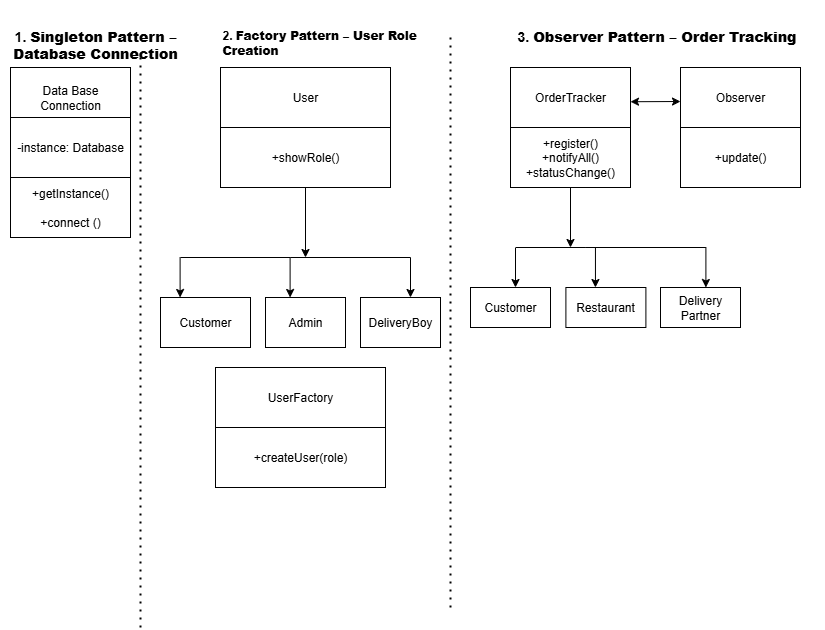 1. Singleton Pattern –
Database Connection
Data Base
Connection
-instance: Database
+getInstance()
+connect ()
2. Factory Pattern – User Role
Creation
User
+showRole()
Customer
Admin
DeliveryBoy
UserFactory
+createUser(role)
3. Observer Pattern – Order Tracking
OrderTracker
+register()
+notifyAll()
+statusChange()
Observer
+update()
Customer
Restaurant
Delivery
Partner